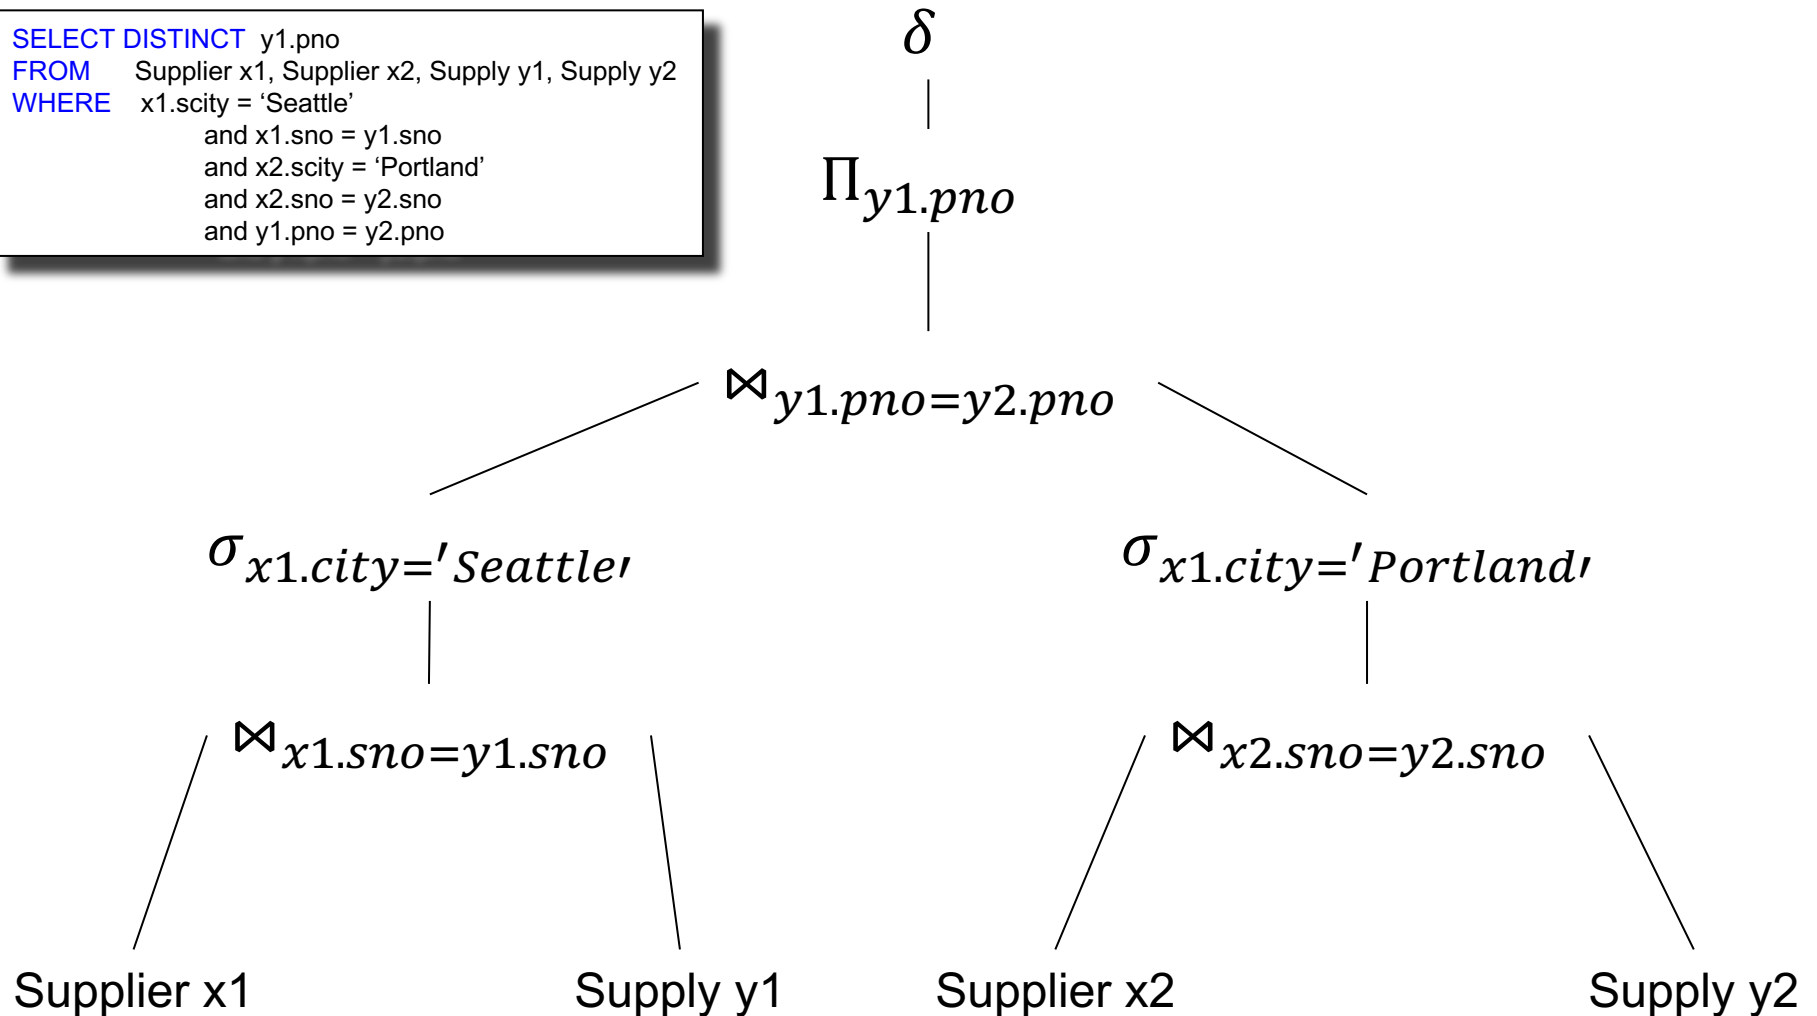 SELECT DISTINCT y1.pno
FROM Supplier x1, Supplier x2, Supply y1, Supply y2
WHERE x1.scity = ‘Seattle’
and x1.sno = y1.sno
and x2.scity = ‘Portland’
and x2.sno = y2.sno
and y1.pno = y2.pno
δ
Π y1.pno
⋈ y1.pno=y2.pno
σ x1.city='Seattle'
σ x1.city='Portland'
⋈ x1.sno=y1.sno
⋈ x2.sno=y2.sno
Supplier x1
Supply y1
Supplier x2
Supply y2